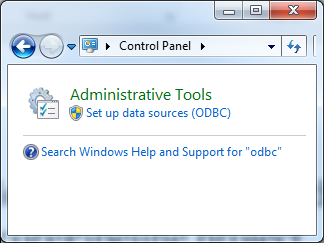 Control Panel
Administrative Tools
Set up data sources (ODBC)
Search Windows Help and Support for "odbc"